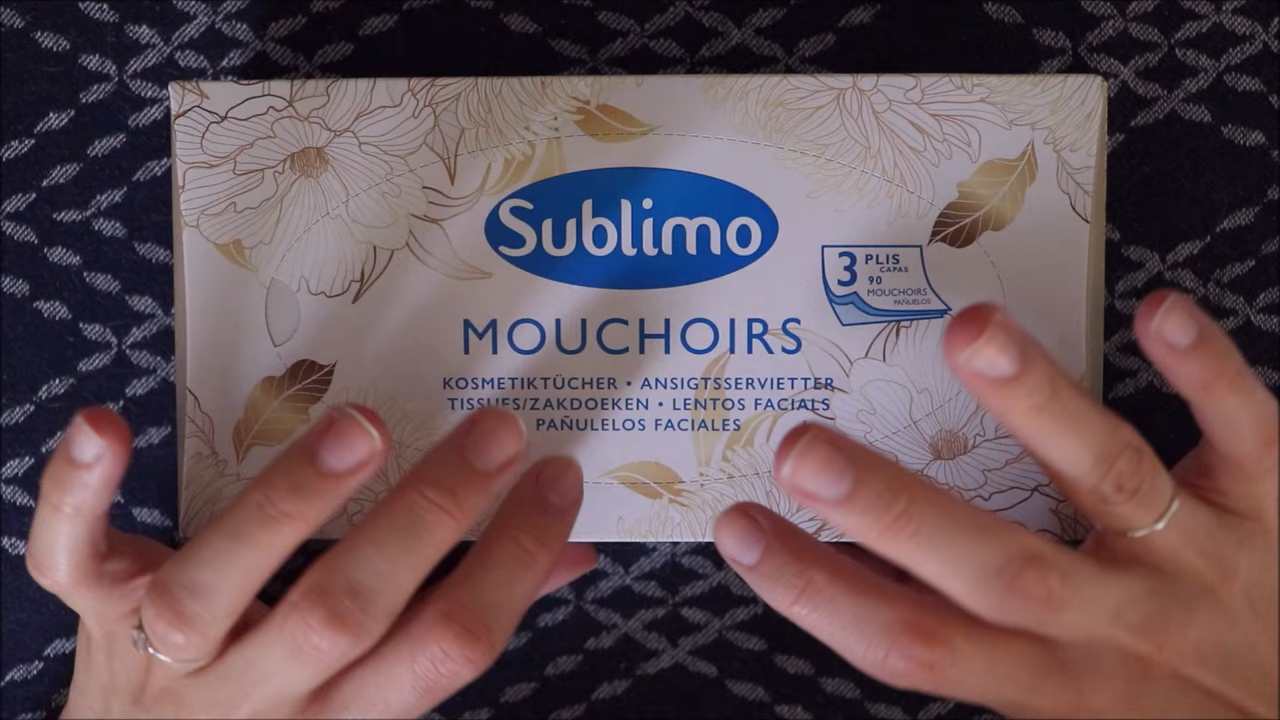 Sublimo
3 PLIS
CAPAS
90
MOUCHOIRS
PAÑUELOS
MOUCHOIRS
KOSMETIKTÜCHER • ANSIGTSSERVIETTER
TISSUES/ZAKDOEKEN • LENTOS FACIALS
PAÑULELOS FACIALES